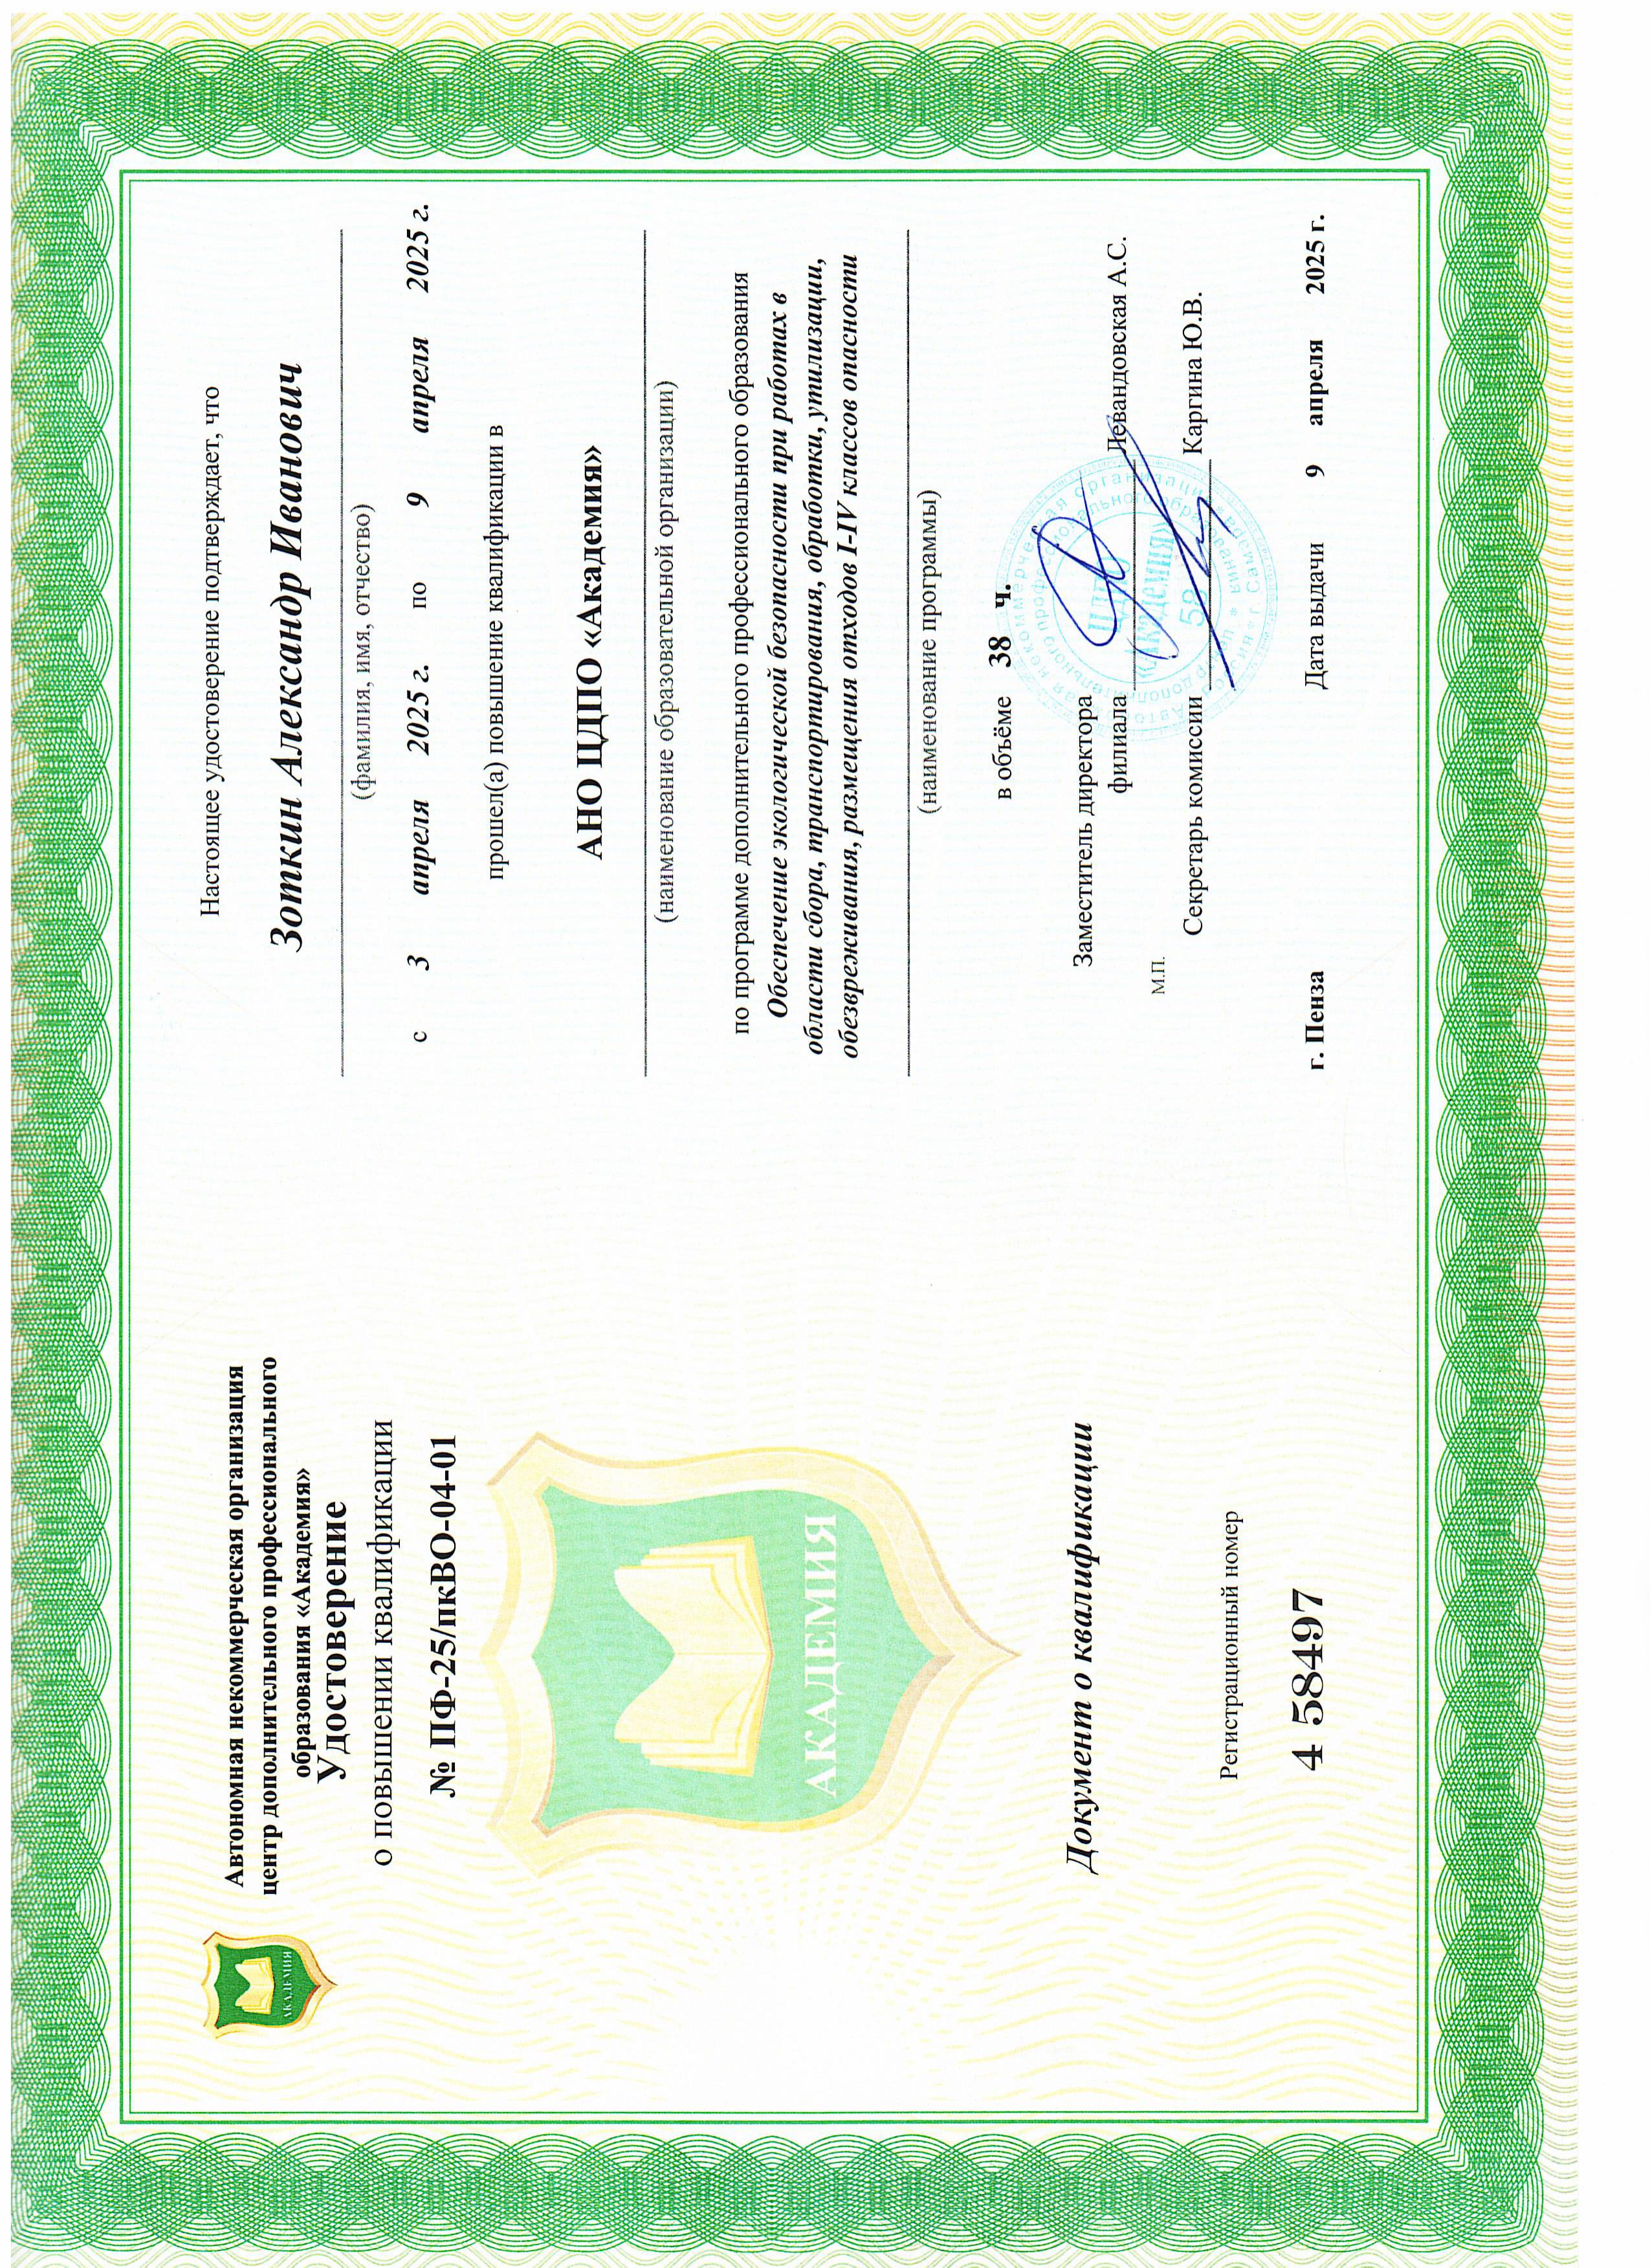 АКАДЕМИЯ
Автономная некоммерческая организация
центр дополнительного профессионального
образования «Академия»
Удостоверение
о повышении квалификации
№ ПФ-25/пкВО-04-01
АКАДЕМИЯ
Документ о квалификации
Регистрационный номер
4 58497
Настоящее удостоверение подтверждает, что
Зоткин Александр Иванович
(фамилия, имя, отчество)
с 3 апреля 2025 г. по 9 апреля 2025 г.
прошел(а) повышение квалификации в
АНО ЦДПО «Академия»
(наименование образовательной организации)
по программе дополнительного профессионального образования
Обеспечение экологической безопасности при работах в
области сбора, транспортирования, обработки, утилизации,
обезвреживания, размещения отходов I-IV классов опасности
(наименование программы)
в объёме 38 ч.
Заместитель директора
филиала Левандовская А.С.
М.П.
Секретарь комиссии Каргина Ю.В.
ЦДПО
«Академия»
г. Пенза Дата выдачи 9 апреля 2025 г.